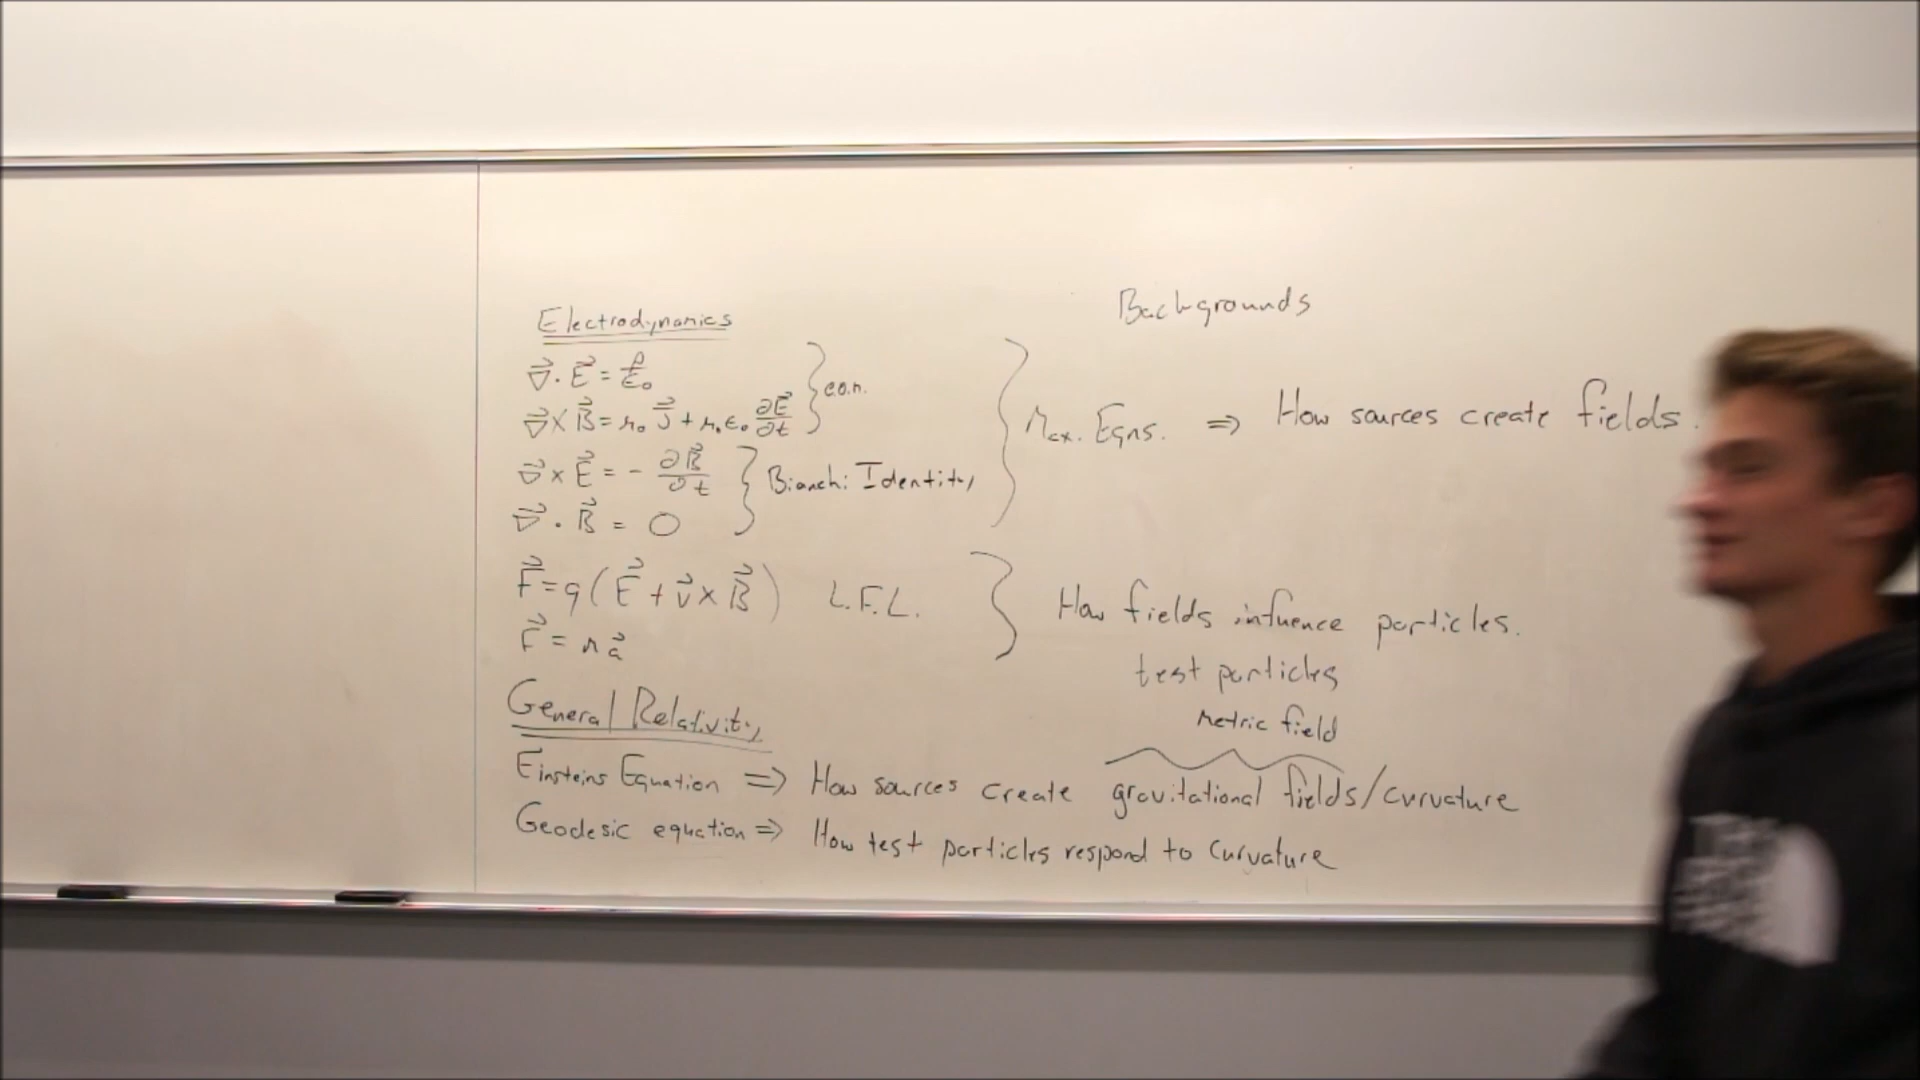 Backgrounds
Electrodynamics
∇⃗ · E⃗ = ρ/ε₀
∇⃗ × B⃗ = μ₀ J⃗ + μ₀ε₀ ∂E⃗/∂t } e.o.m.
∇⃗ × E⃗ = - ∂B⃗/∂t } Bianchi Identity
∇⃗ · B⃗ = 0
} Max. Eqns. ⇒ How sources create fields.
F⃗ = q(E⃗ + v⃗ × B⃗) L.F.L.
F⃗ = m a⃗
} How fields influence particles.
test particles
General Relativity
metric field
Einsteins Equation ⇒ How sources create gravitational fields/curvature
Geodesic equation ⇒ How test particles respond to curvature